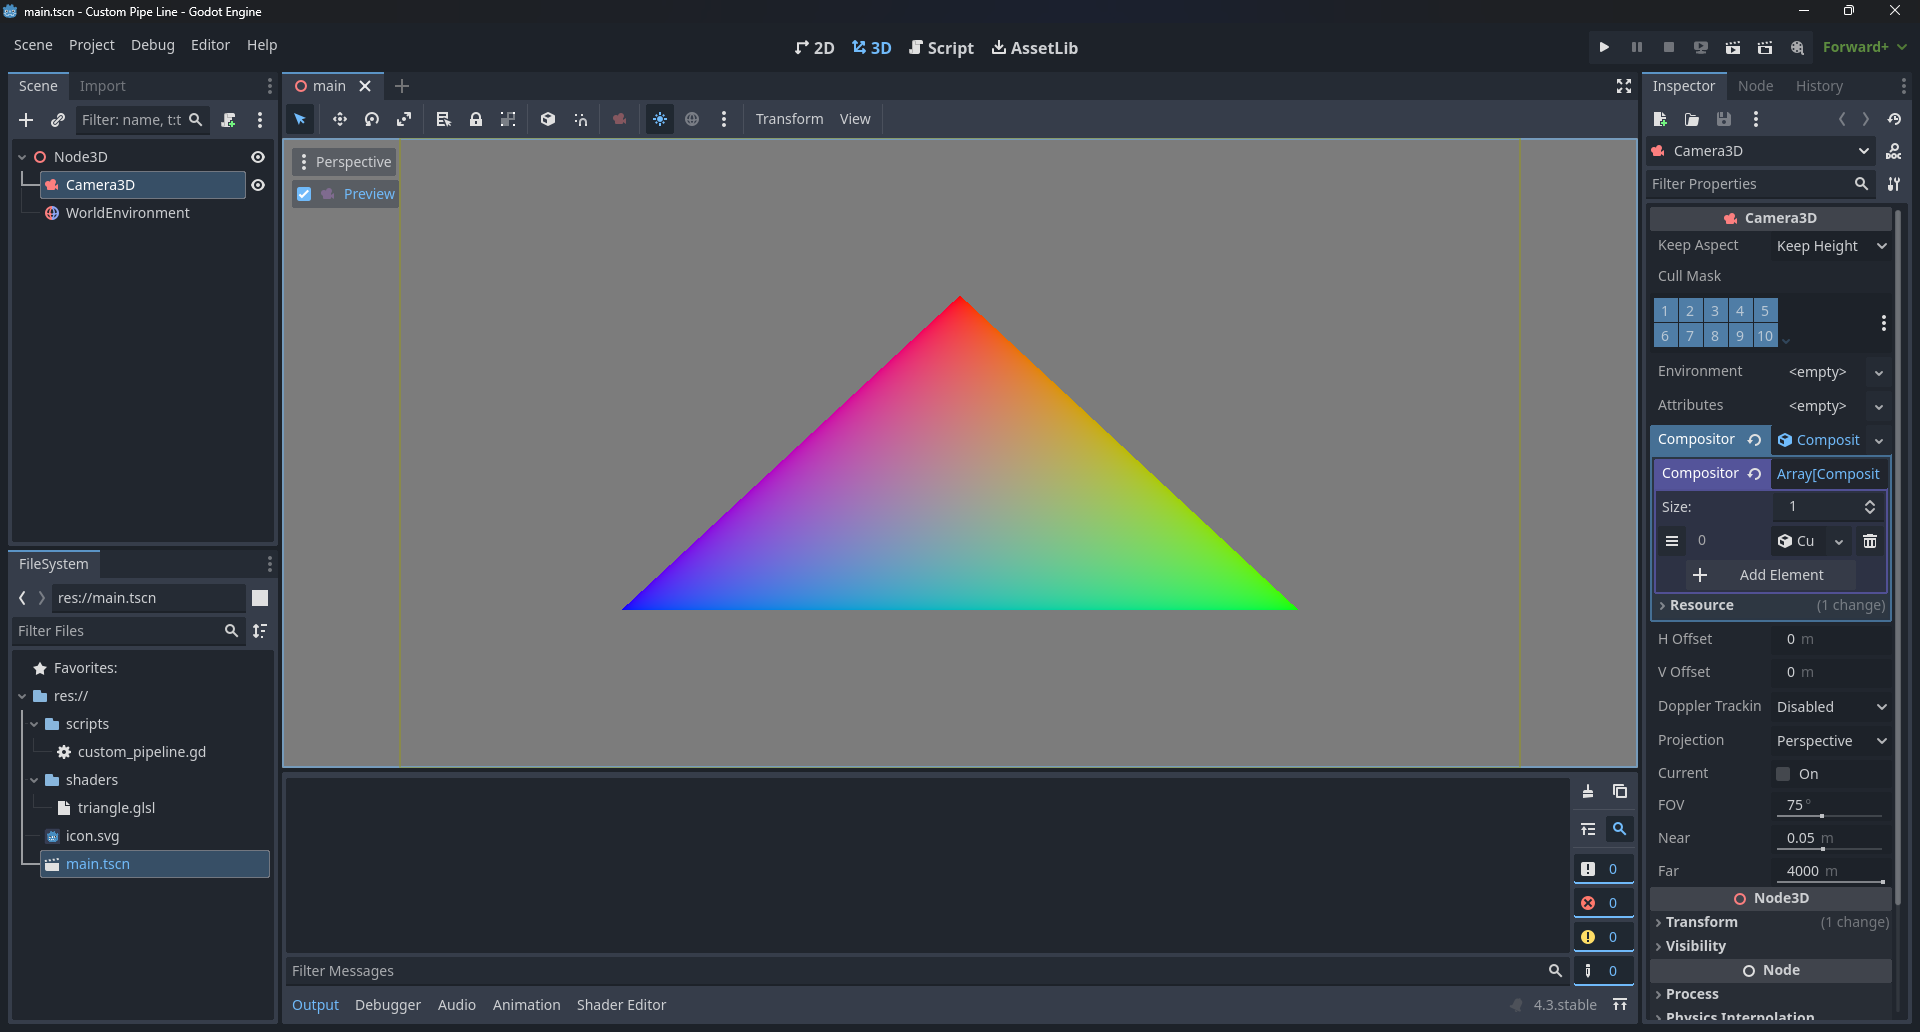 main.tscn - Custom Pipe Line - Godot Engine
Scene Project Debug Editor Help
2D 3D Script AssetLib
Forward+
Scene Import
Filter: name, t:t
Node3D
Camera3D
WorldEnvironment
FileSystem
res://main.tscn
Filter Files
Favorites:
res://
scripts
custom_pipeline.gd
shaders
triangle.glsl
icon.svg
main.tscn
main
Transform View
Perspective
Preview
Filter Messages
0
0
0
0
Output Debugger Audio Animation Shader Editor
4.3.stable
Inspector Node History
Camera3D
DOC
Filter Properties
Camera3D
Keep Aspect Keep Height
Cull Mask
1 2 3 4 5
6 7 8 9 10
Environment <empty>
Attributes <empty>
Compositor Composit
Compositor Array[Composit
Size: 1
0 Cu
Add Element
Resource (1 change)
H Offset 0 m
V Offset 0 m
Doppler Trackin Disabled
Projection Perspective
Current On
FOV 75 °
Near 0.05 m
Far 4000 m
Node3D
Transform (1 change)
Visibility
Node
Process
Physics Interpolation